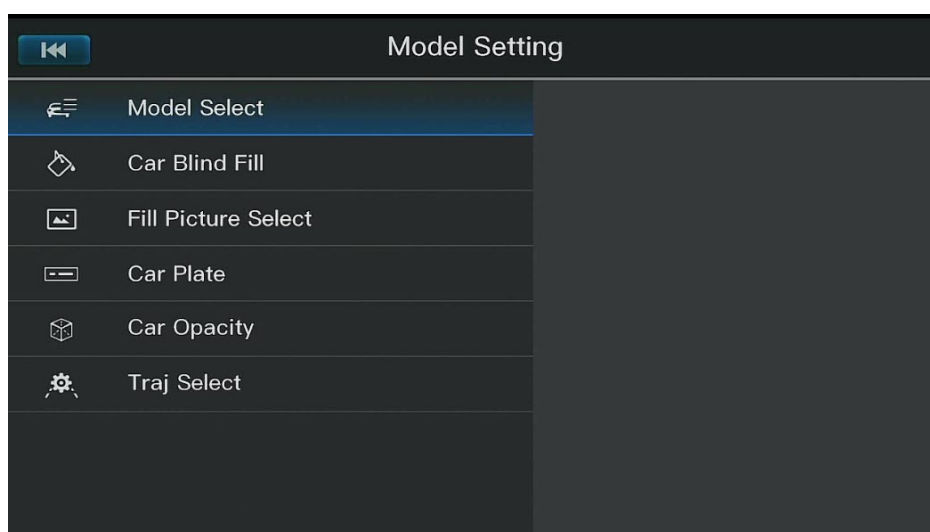 Model Setting
Model Select
Car Blind Fill
Fill Picture Select
Car Plate
Car Opacity
Traj Select